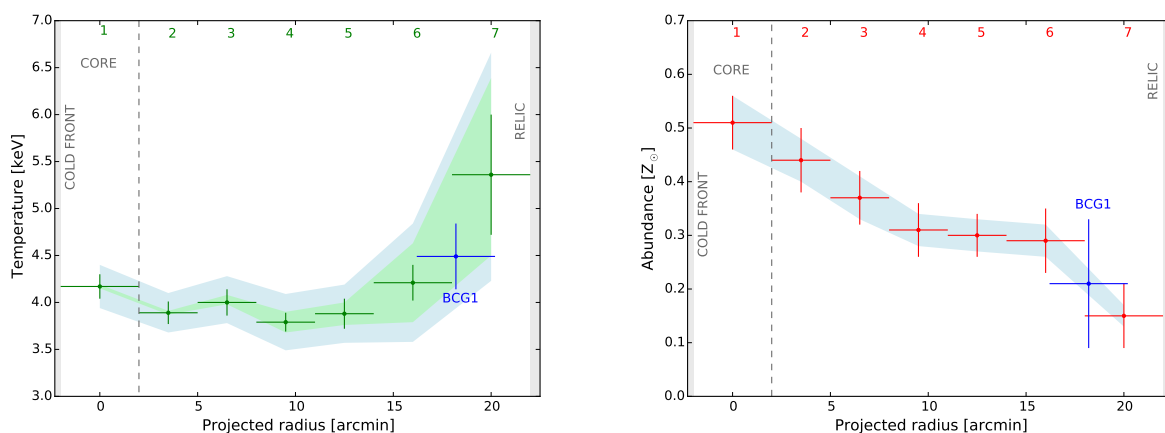 1 2 3 4 5 6 7
CORE
COLD FRONT
RELIC
BCG1
Temperature [keV]
7.0
6.5
6.0
5.5
5.0
4.5
4.0
3.5
3.0
0 5 10 15 20
Projected radius [arcmin]
1 2 3 4 5 6 7
CORE
COLD FRONT
RELIC
BCG1
Abundance [Z☉]
0.7
0.6
0.5
0.4
0.3
0.2
0.1
0.0
0 5 10 15 20
Projected radius [arcmin]